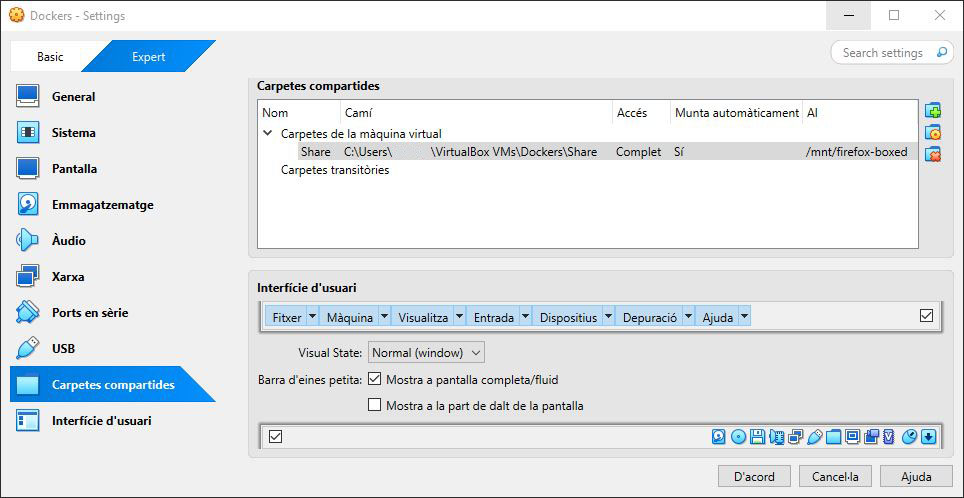 Dockers - Settings
Basic Expert Search settings
General
Sistema
Pantalla
Emmagatzematge
Àudio
Xarxa
Ports en sèrie
USB
Carpetes compartides
Interfície d'usuari
Carpetes compartides
Nom Camí Accés Munta automàticament Al
Carpetes de la màquina virtual
Share C:\Users\ \VirtualBox VMs\Dockers\Share Complet Sí /mnt/firefox-boxed
Carpetes transitòries
Interfície d'usuari
Fitxer Màquina Visualitza Entrada Dispositius Depuració Ajuda
Visual State: Normal (window)
Barra d'eines petita: Mostra a pantalla completa/fluid
Mostra a la part de dalt de la pantalla
D'acord Cancel·la Ajuda